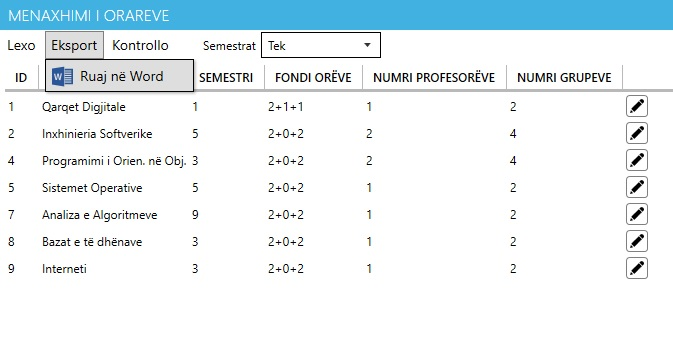 MENAXHIMI I ORAREVE
Lexo Eksport Kontrollo Semestrat Tek
W Ruaj në Word
ID SEMESTRI FONDI ORËVE NUMRI PROFESORËVE NUMRI GRUPEVE
1 Qarqet Digjitale 1 2+1+1 1 2
2 Inxhinieria Softverike 5 2+0+2 2 4
4 Programimi i Orien. në Obj. 3 2+0+2 2 4
5 Sistemet Operative 5 2+0+2 1 2
7 Analiza e Algoritmeve 9 2+0+2 1 2
8 Bazat e të dhënave 3 2+0+2 1 2
9 Interneti 3 2+0+2 1 2